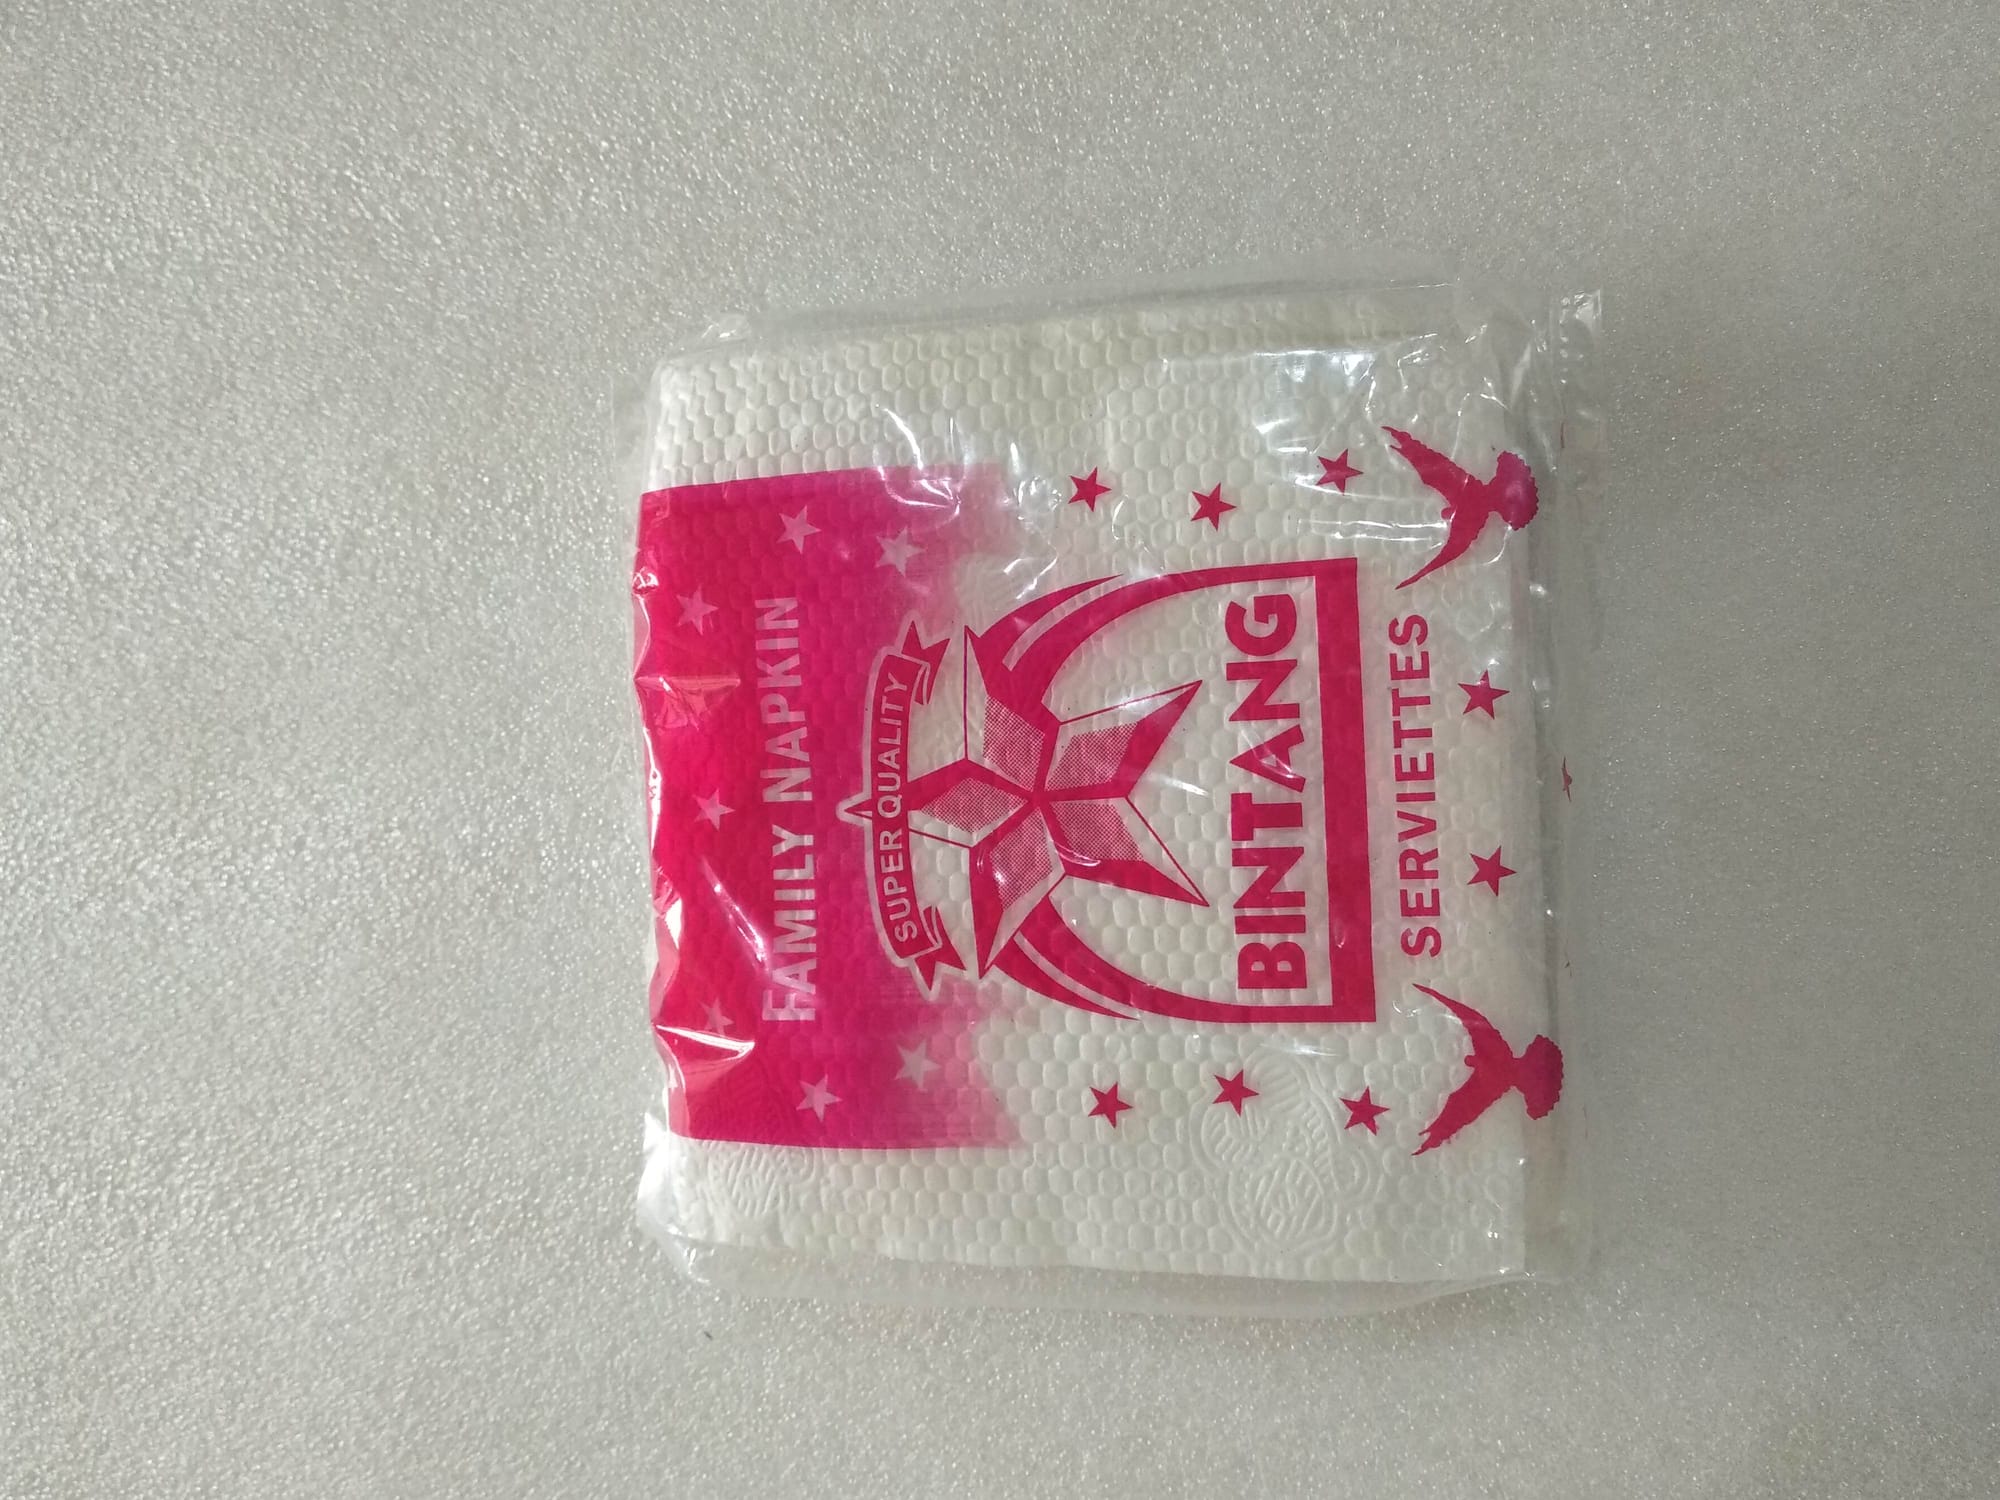 FAMILY NAPKIN
SUPER QUALITY
BINTANG
SERVIETTES